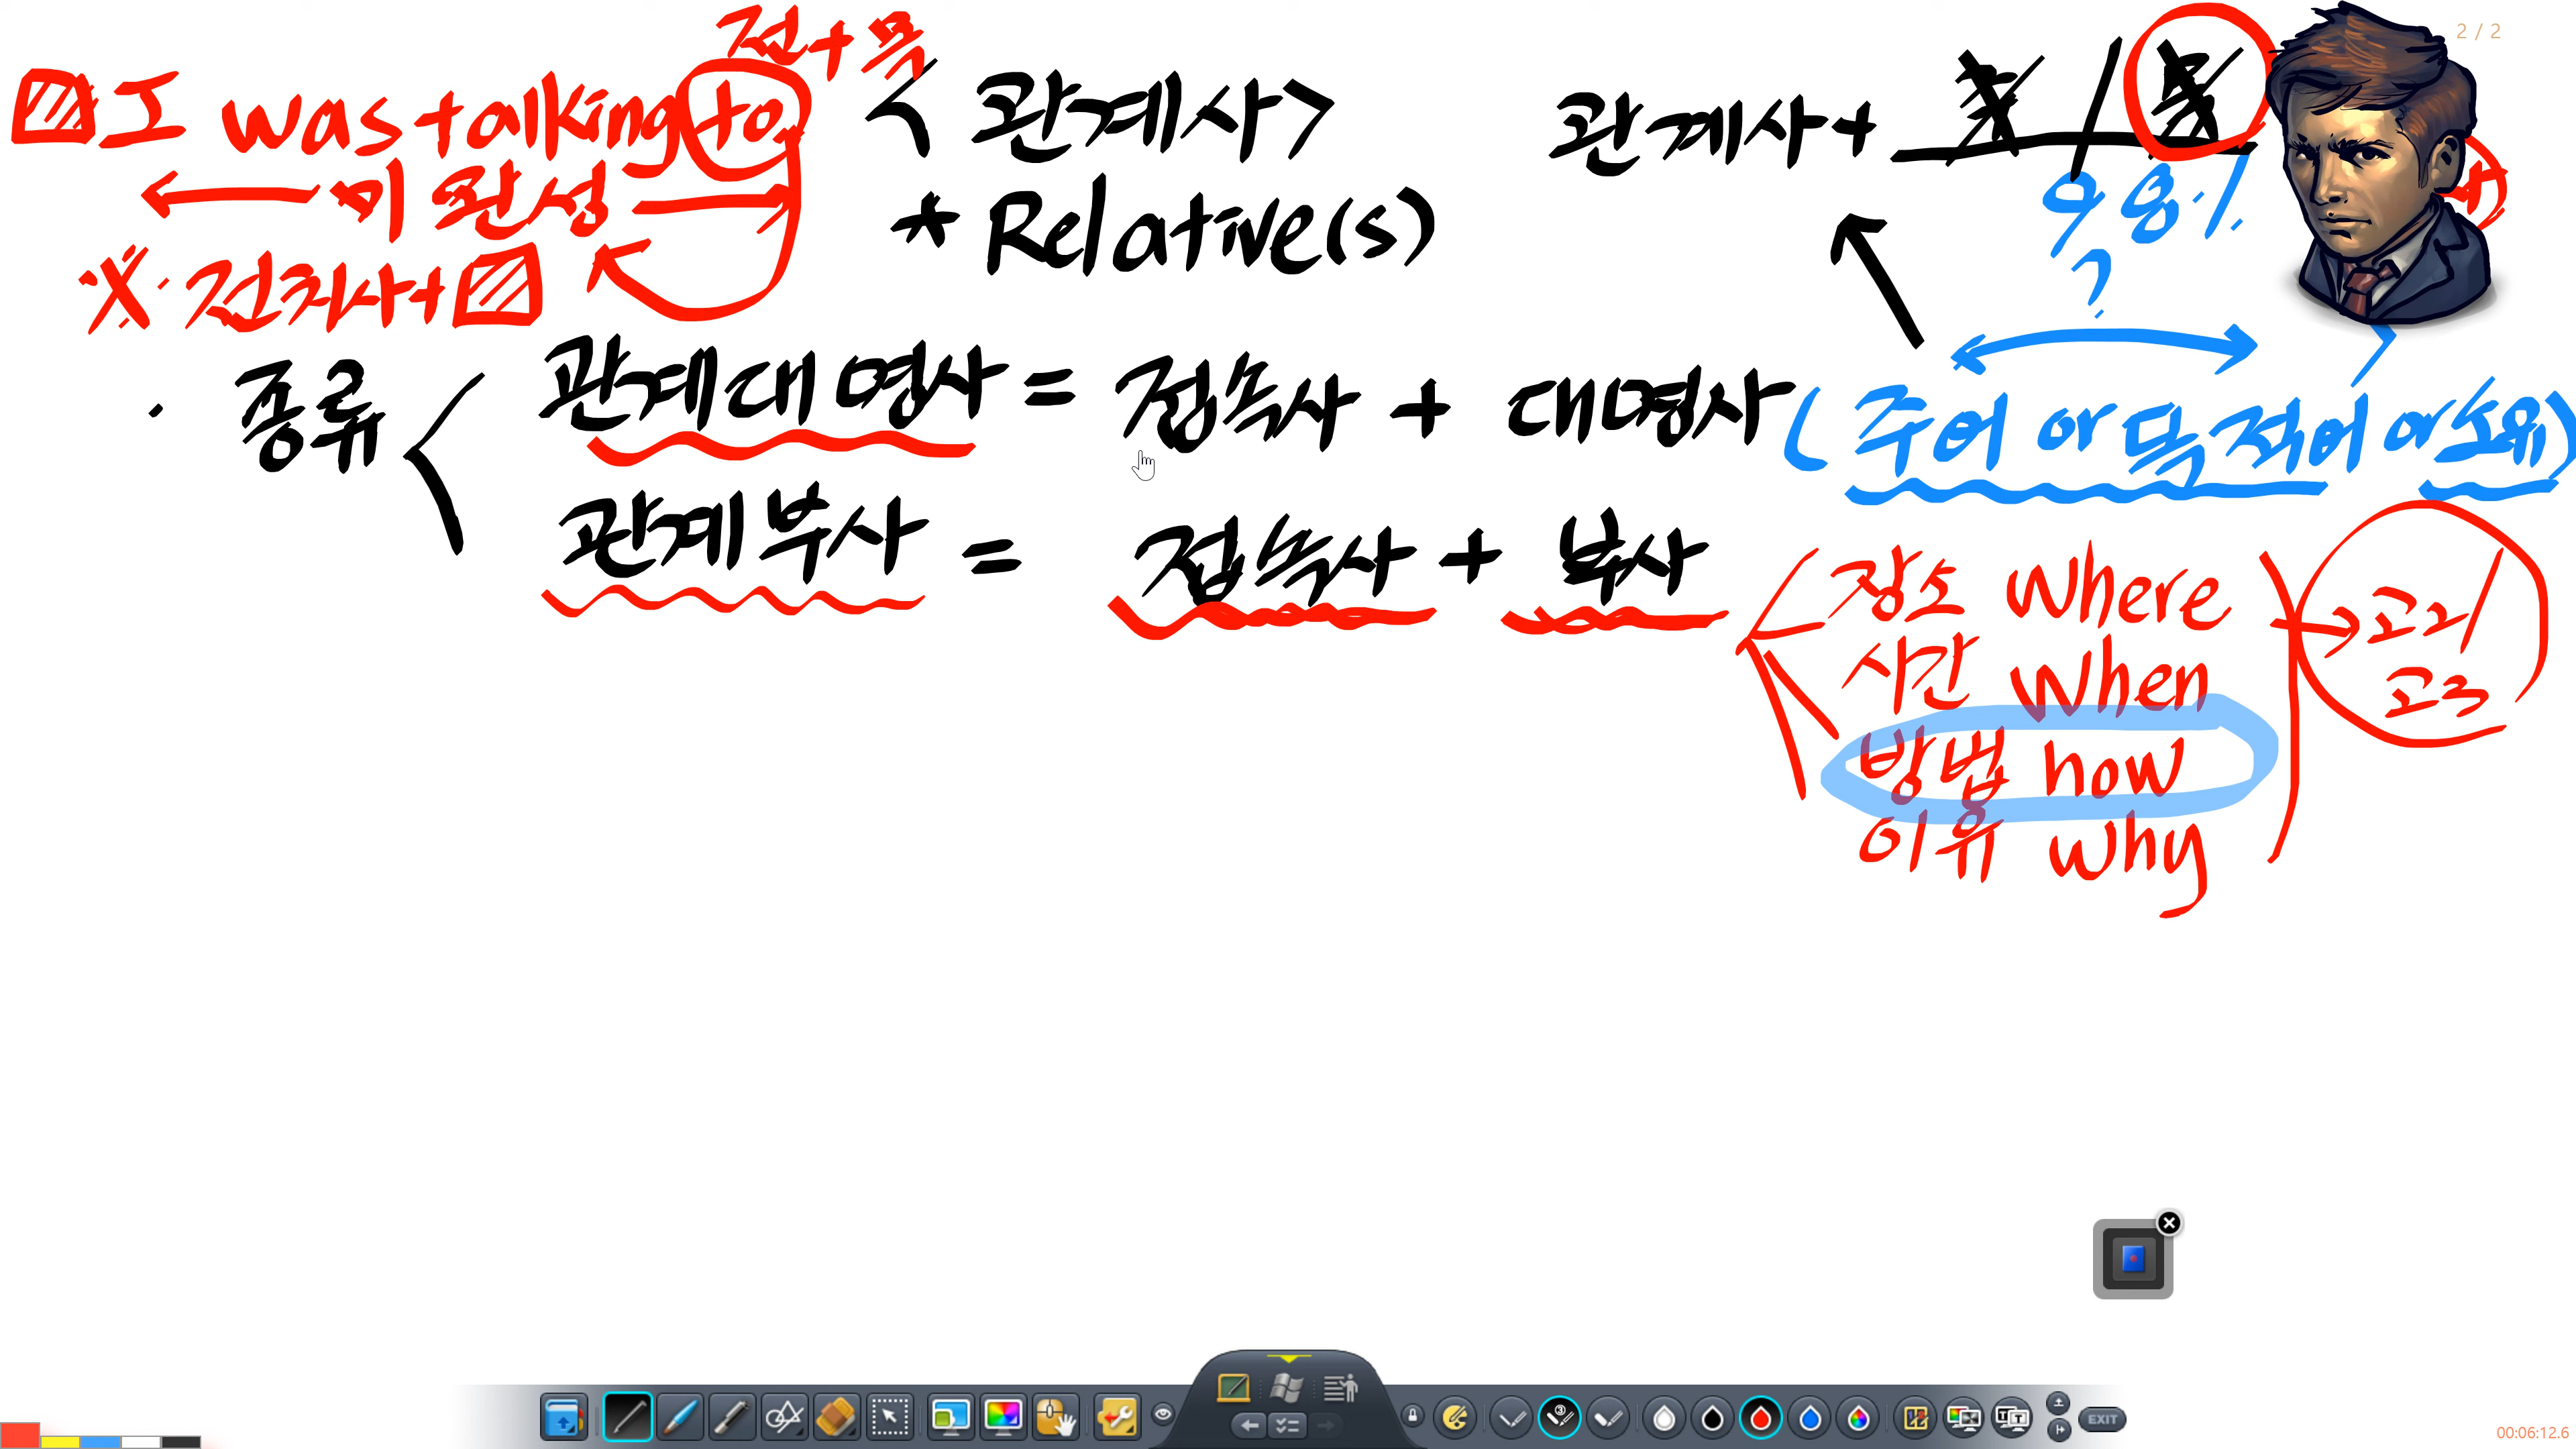 전+목
I was talking to
<관계사>
관계사+ 주 / 목
2 / 2
미완성
* Relative(s)
98%
※전치사+
?
· 종류
관계대명사 = 접속사 + 대명사 (주어 or 목적어 or 소유)
관계부사 = 접속사 + 부사
장소 where
고2/
시간 when
고3
방법 how
이유 why
EXIT
00:06:12.6